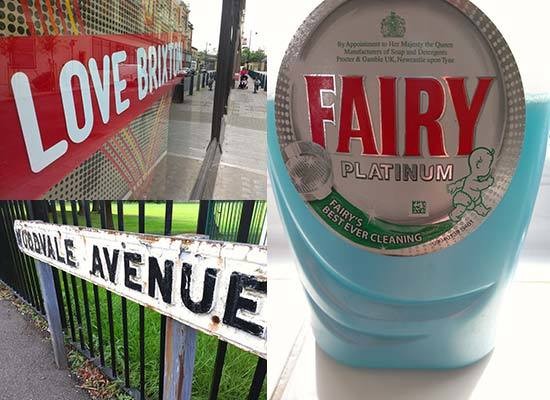 LOVE BRIXTON
WOODVALE AVENUE
By Appointment to Her Majesty the Queen
Manufacturers of Soap and Detergents
Procter & Gamble UK, Newcastle upon Tyne
FAIRY
PLATINUM
FAIRY'S
BEST EVER CLEANING